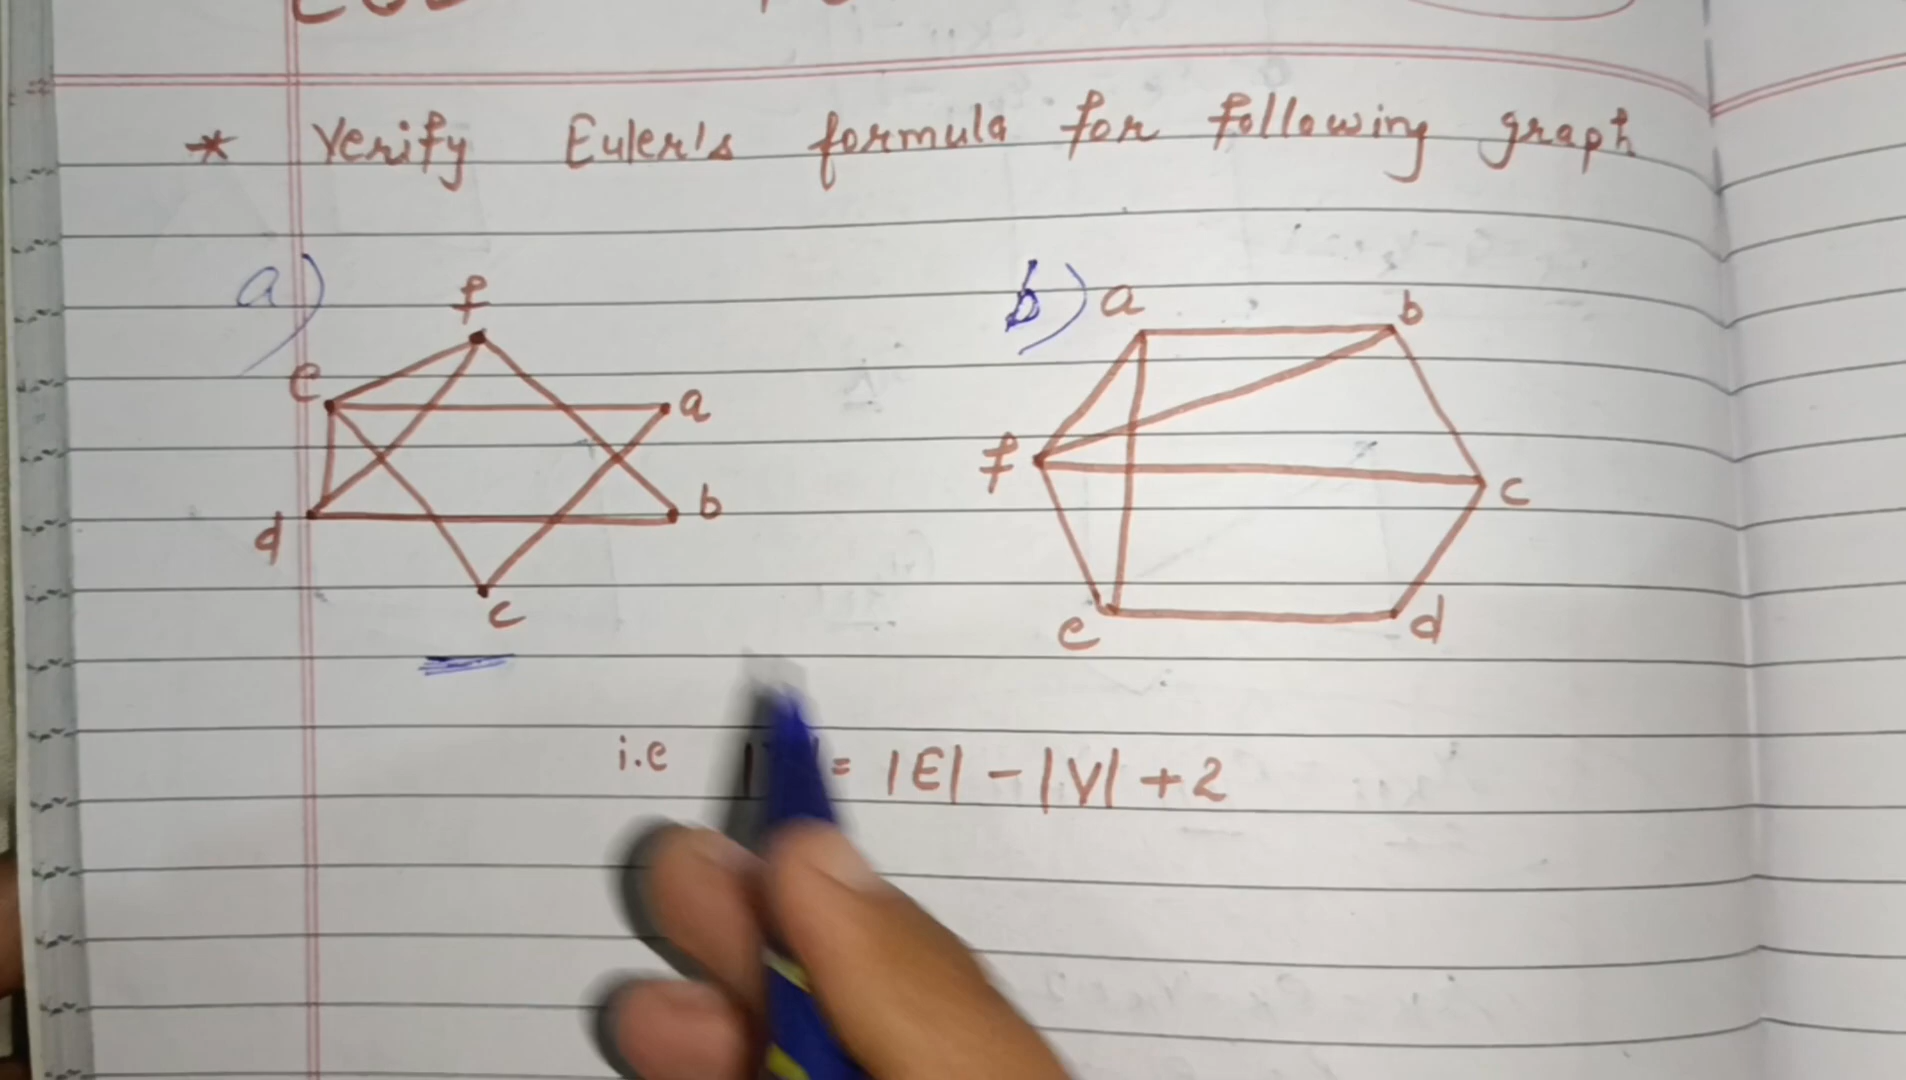 * Verify Euler's formula for following graph
a) b)
f a b
e a
f c
d b
c e d
i.e = |E| - |V| + 2